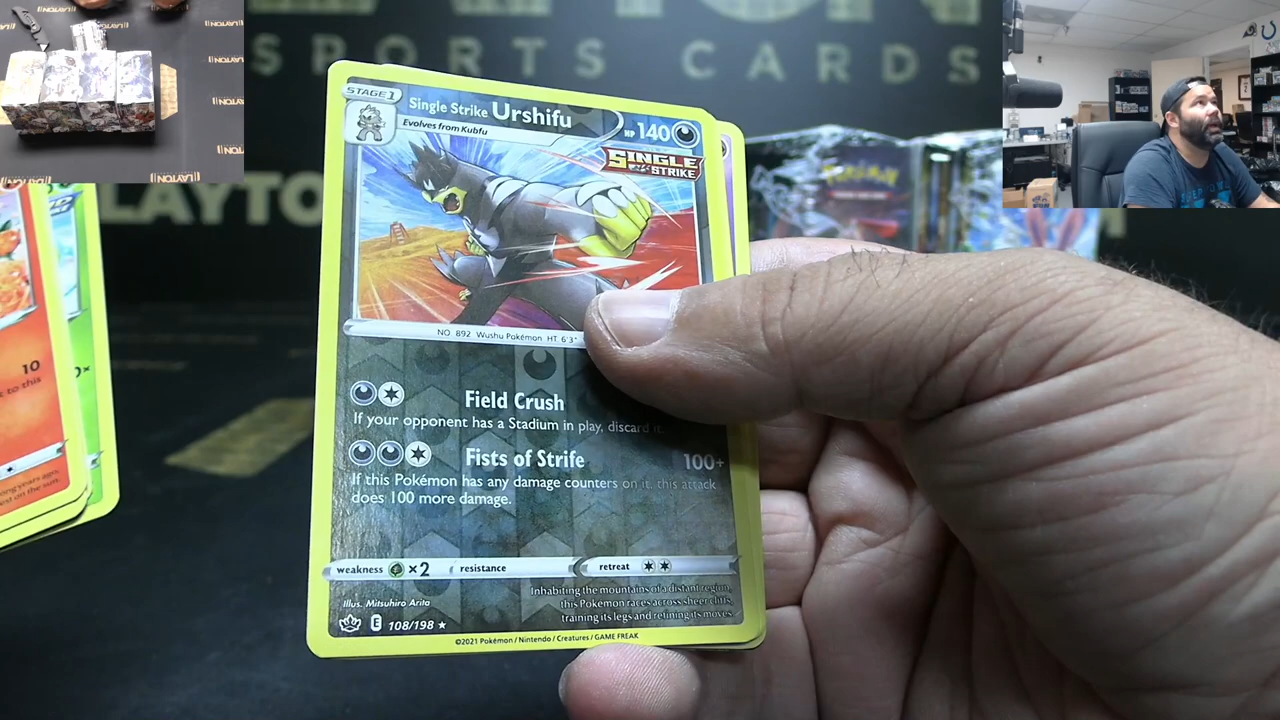 SPORTS CARDS
LAYTON
STAGE 1
Single Strike Urshifu
HP 140
Evolves from Kubfu
SINGLE
STRIKE
NO. 892 Wushu Pokémon HT 6'3"
Field Crush
If your opponent has a Stadium in play, discard it.
Fists of Strife 100+
If this Pokémon has any damage counters on it, this attack
does 100 more damage.
weakness ×2 resistance retreat
Inhabiting the mountains of a distant region,
this Pokémon races across sheer cliffs,
training its legs and refining its moves.
Illus. Mitsuhiro Arita
E 108/198 ★
©2021 Pokémon / Nintendo / Creatures / GAME FREAK
10
Pokémon